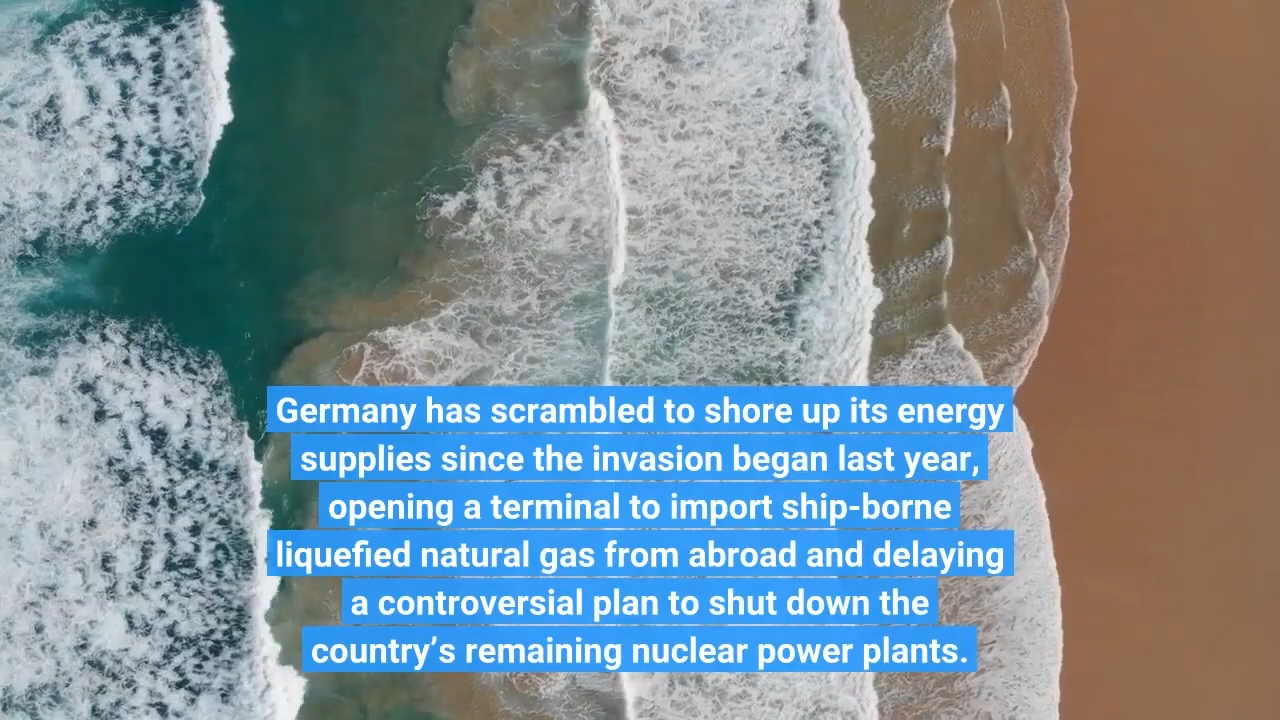 Germany has scrambled to shore up its energy
supplies since the invasion began last year,
opening a terminal to import ship-borne
liquefied natural gas from abroad and delaying
a controversial plan to shut down the
country’s remaining nuclear power plants.